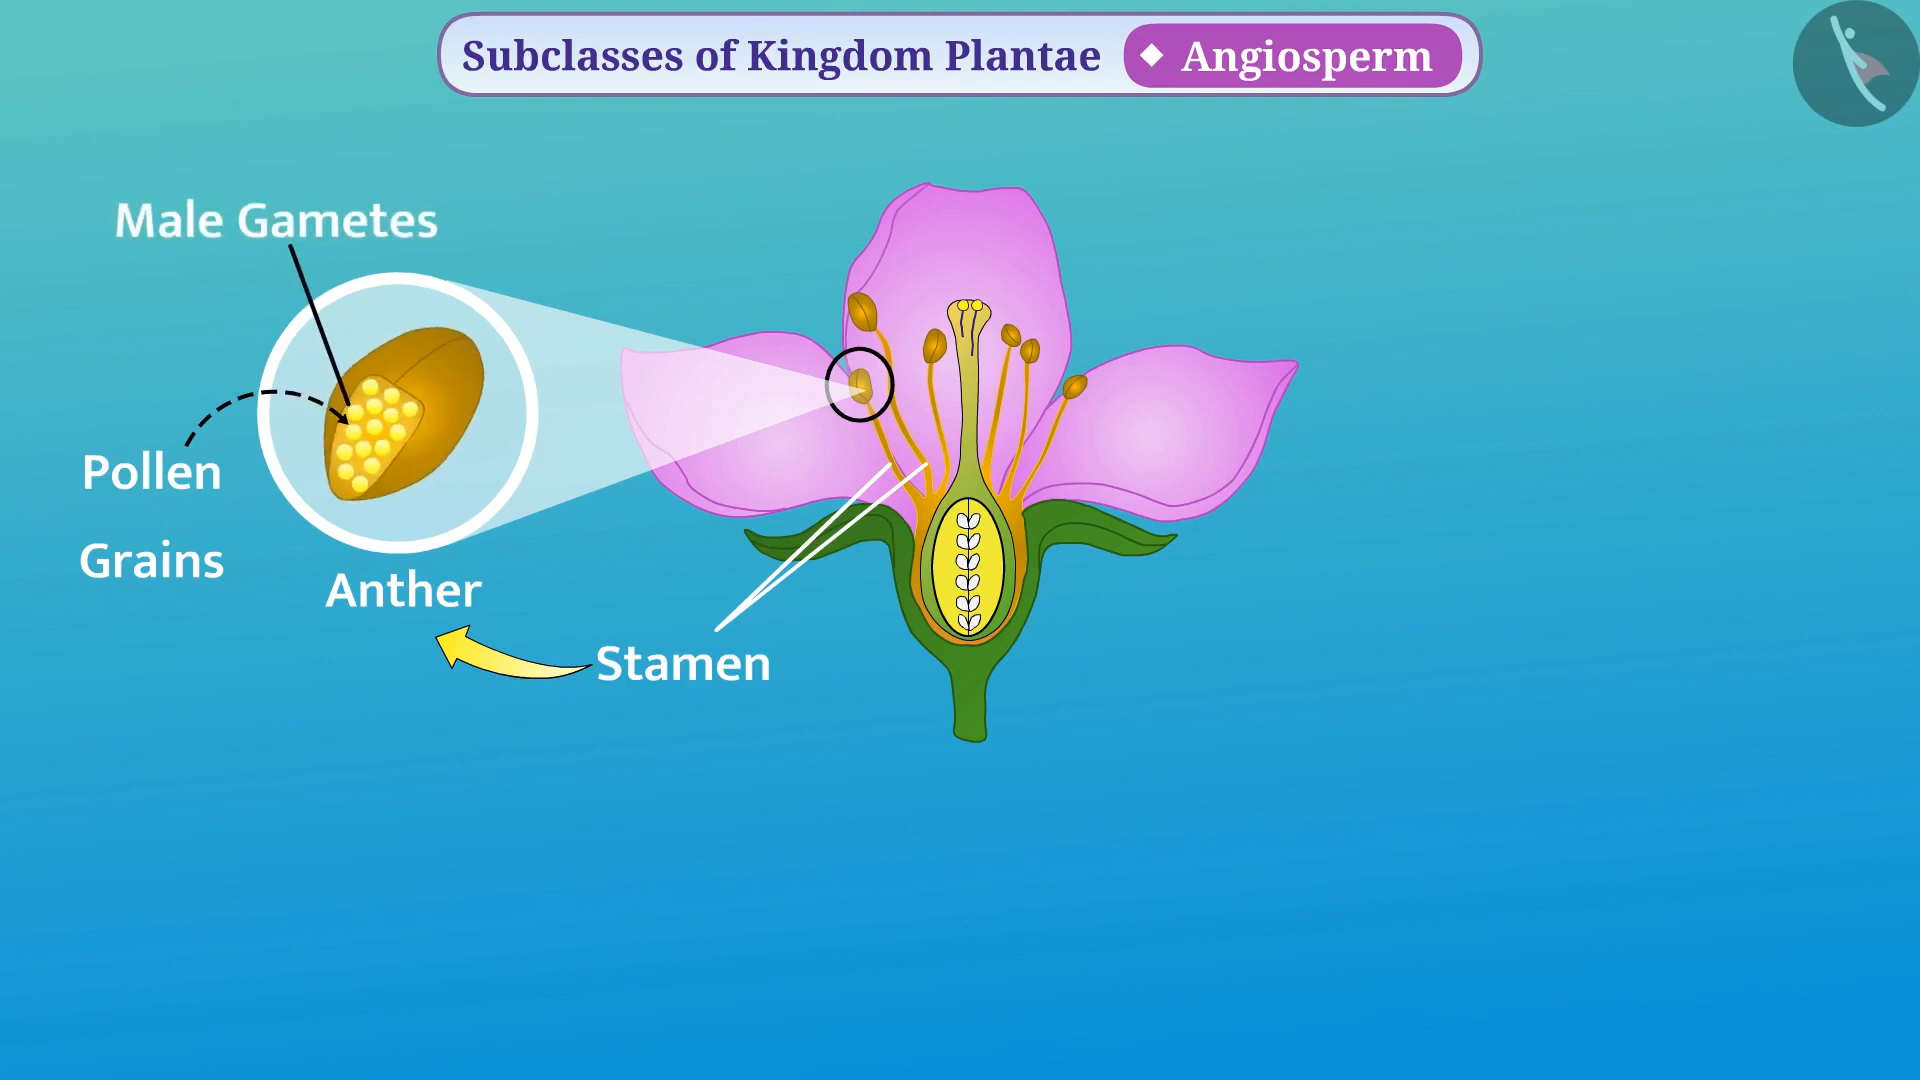 Subclasses of Kingdom Plantae ◆ Angiosperm
Male Gametes
Pollen
Grains
Anther
Stamen